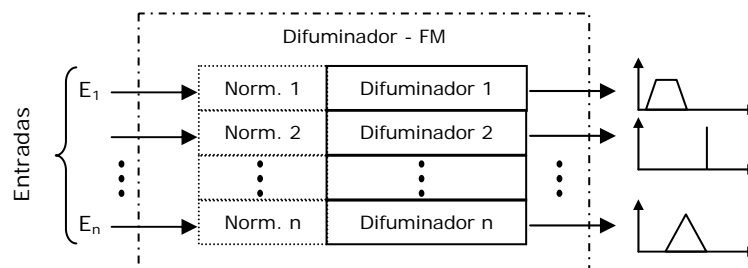 Difuminador - FM
Entradas
E1 Norm. 1 Difuminador 1
Norm. 2 Difuminador 2
En Norm. n Difuminador n